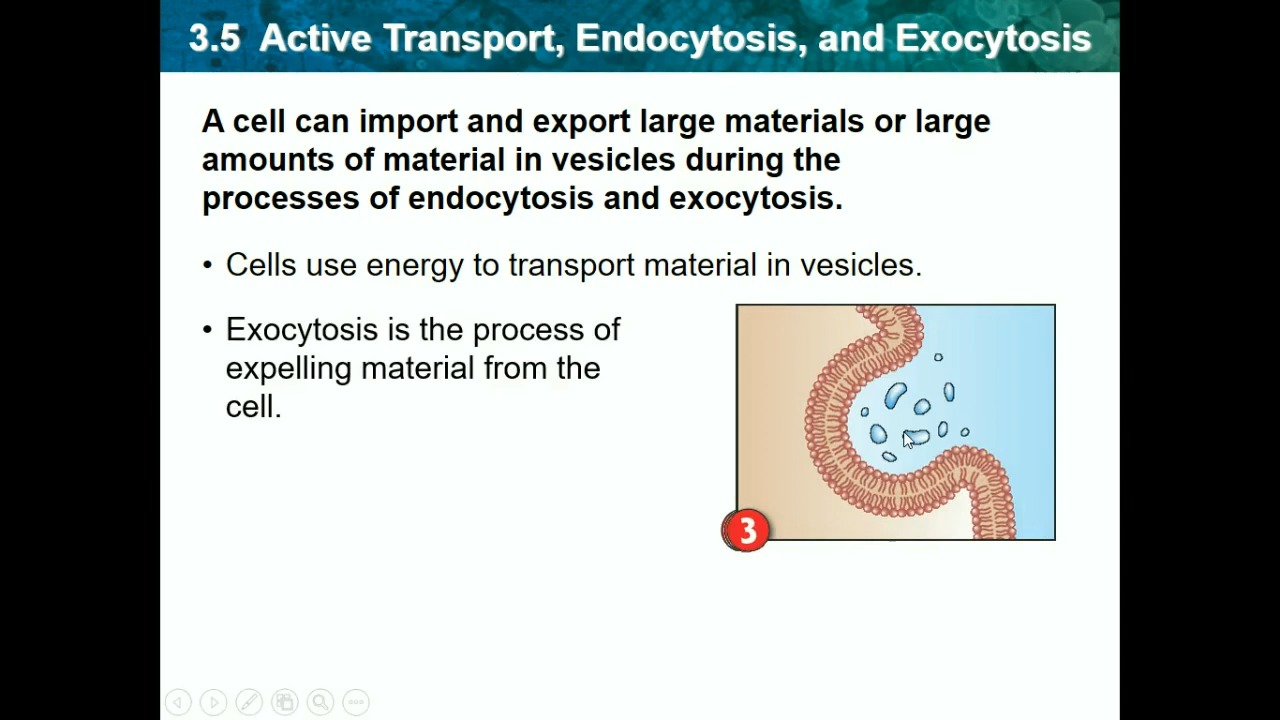 3.5 Active Transport, Endocytosis, and Exocytosis
A cell can import and export large materials or large
amounts of material in vesicles during the
processes of endocytosis and exocytosis.
• Cells use energy to transport material in vesicles.
• Exocytosis is the process of
expelling material from the
cell.
3